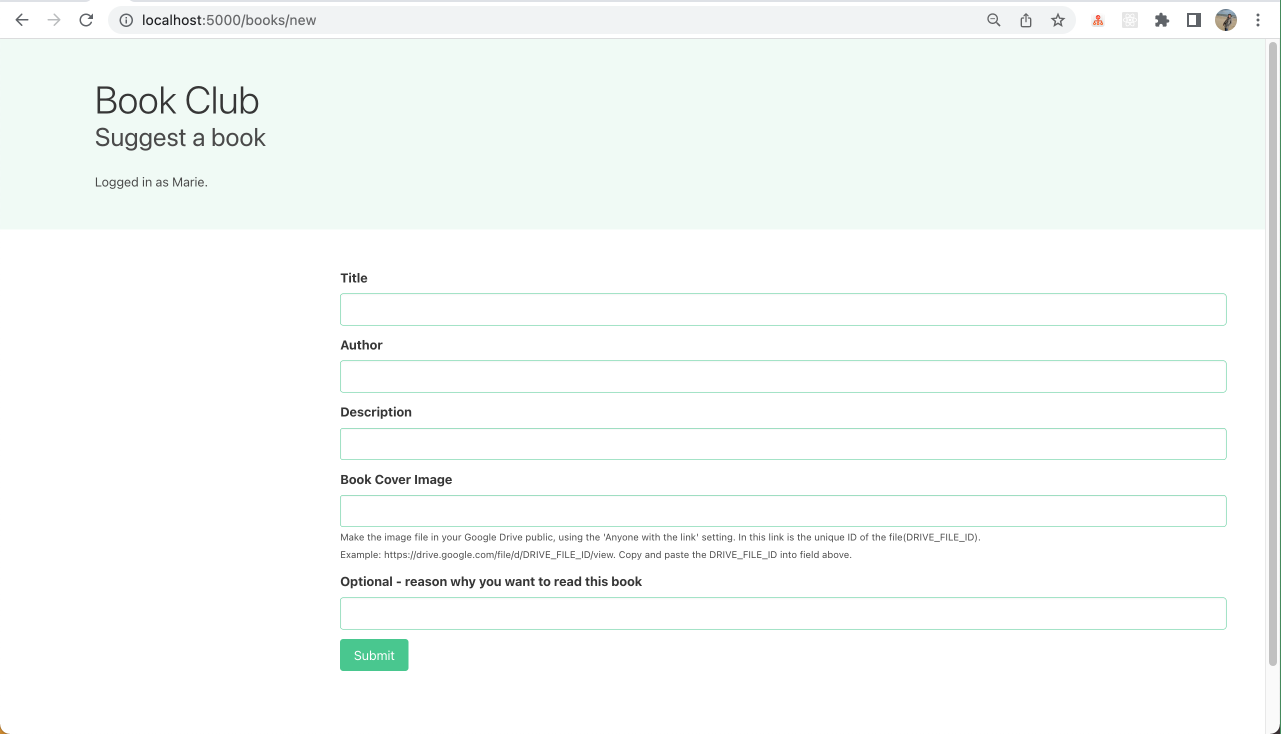 localhost:5000/books/new
Book Club
Suggest a book
Logged in as Marie.
Title
Author
Description
Book Cover Image
Make the image file in your Google Drive public, using the 'Anyone with the link' setting. In this link is the unique ID of the file(DRIVE_FILE_ID).
Example: https://drive.google.com/file/d/DRIVE_FILE_ID/view. Copy and paste the DRIVE_FILE_ID into field above.
Optional - reason why you want to read this book
Submit